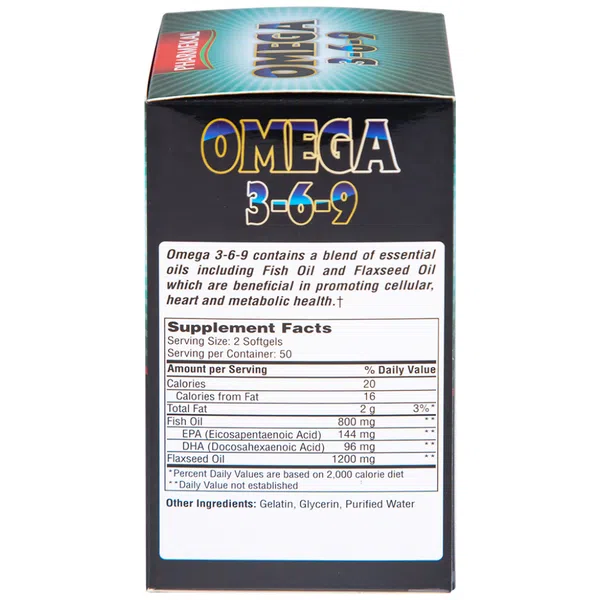 PHARMEKAL
OMEGA
3-6-9
OMEGA
3-6-9
Omega 3-6-9 contains a blend of essential
oils including Fish Oil and Flaxseed Oil
which are beneficial in promoting cellular,
heart and metabolic health.†
Supplement Facts
Serving Size: 2 Softgels
Serving per Container: 50
Amount per Serving % Daily Value
Calories 20
Calories from Fat 16
Total Fat 2 g 3%*
Fish Oil 800 mg **
EPA (Eicosapentaenoic Acid) 144 mg **
DHA (Docosahexaenoic Acid) 96 mg **
Flaxseed Oil 1200 mg **
*Percent Daily Values are based on 2,000 calorie diet
**Daily Value not established
Other Ingredients: Gelatin, Glycerin, Purified Water